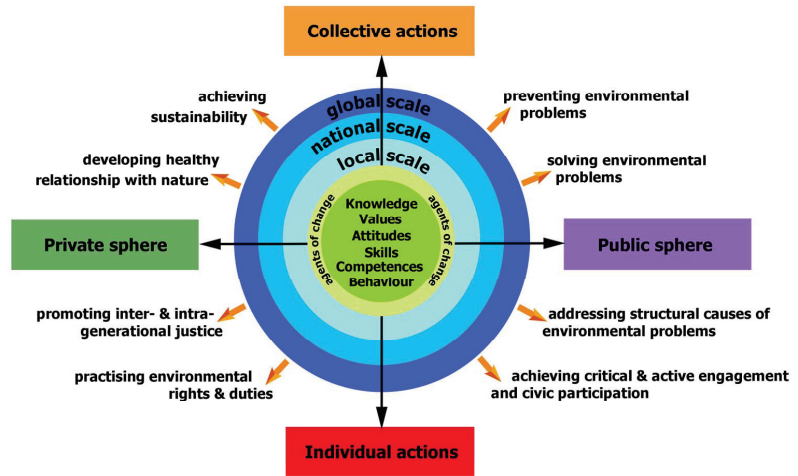 Collective actions
achieving
sustainability
preventing environmental
problems
global scale
national scale
local scale
developing healthy
relationship with nature
solving environmental
problems
agents of change
Knowledge
Values
Attitudes
Skills
Competences
Behaviour
agents of change
Private sphere
Public sphere
promoting inter- & intra-
generational justice
addressing structural causes of
environmental problems
practising environmental
rights & duties
achieving critical & active engagement
and civic participation
Individual actions